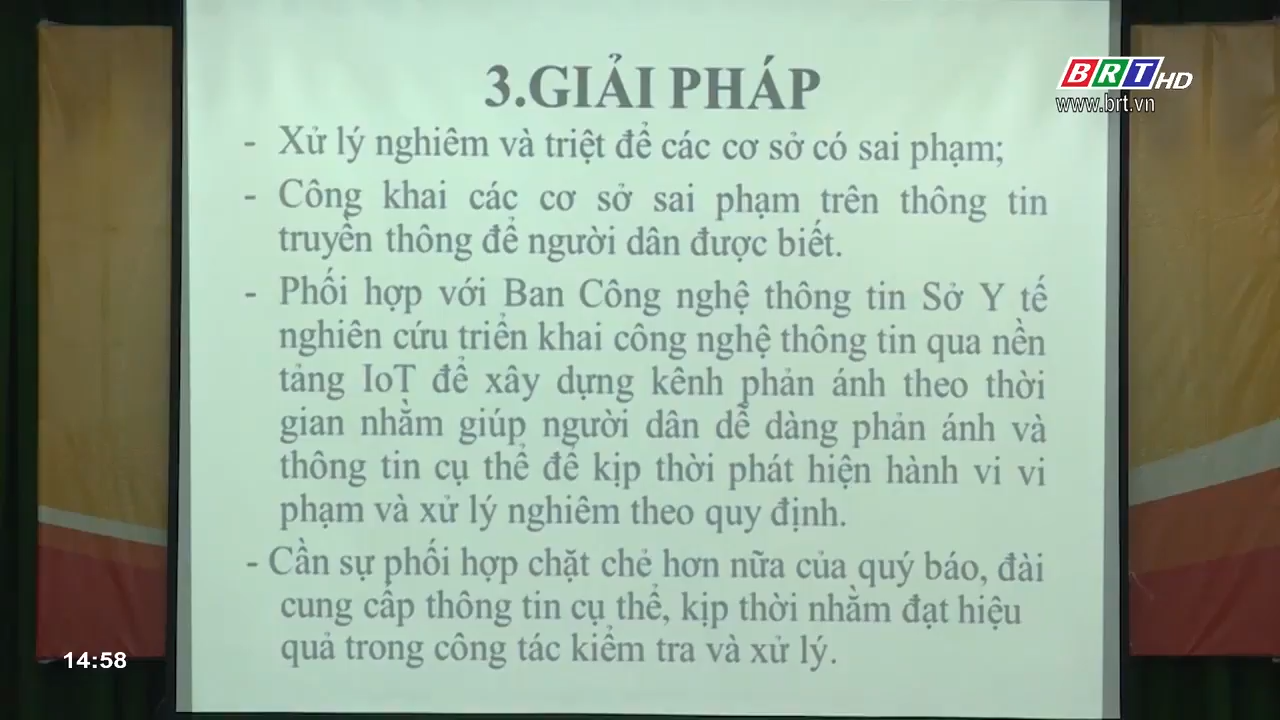 BRT HD
www.brt.vn
3.GIẢI PHÁP
- Xử lý nghiêm và triệt để các cơ sở có sai phạm;
- Công khai các cơ sở sai phạm trên thông tin
truyền thông để người dân được biết.
- Phối hợp với Ban Công nghệ thông tin Sở Y tế
nghiên cứu triển khai công nghệ thông tin qua nền
tảng IoT để xây dựng kênh phản ánh theo thời
gian nhằm giúp người dân dễ dàng phản ánh và
thông tin cụ thể để kịp thời phát hiện hành vi vi
phạm và xử lý nghiêm theo quy định.
- Cần sự phối hợp chặt chẻ hơn nữa của quý báo, đài
cung cấp thông tin cụ thể, kịp thời nhằm đạt hiệu
quả trong công tác kiểm tra và xử lý.
14:58